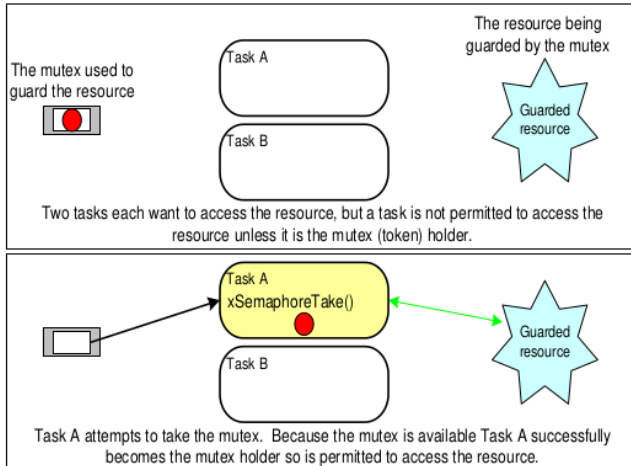 The resource being
guarded by the mutex
The mutex used to
guard the resource
Task A
Guarded
resource
Task B
Two tasks each want to access the resource, but a task is not permitted to access the
resource unless it is the mutex (token) holder.
Task A
xSemaphoreTake()
Guarded
resource
Task B
Task A attempts to take the mutex.  Because the mutex is available Task A successfully
becomes the mutex holder so is permitted to access the resource.